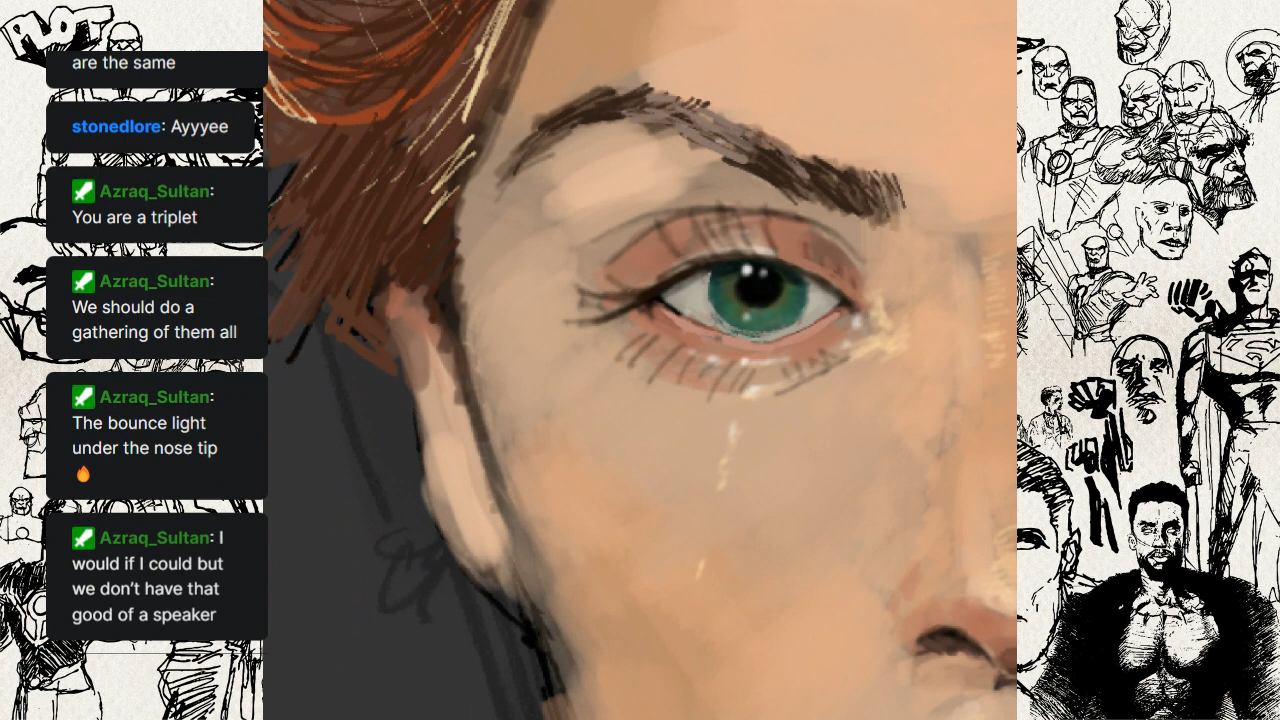 PLOT
are the same
stonedlore: Ayyyee
Azraq_Sultan:
You are a triplet
Azraq_Sultan:
We should do a
gathering of them all
Azraq_Sultan:
The bounce light
under the nose tip
🔥
Azraq_Sultan: I
would if I could but
we don’t have that
good of a speaker